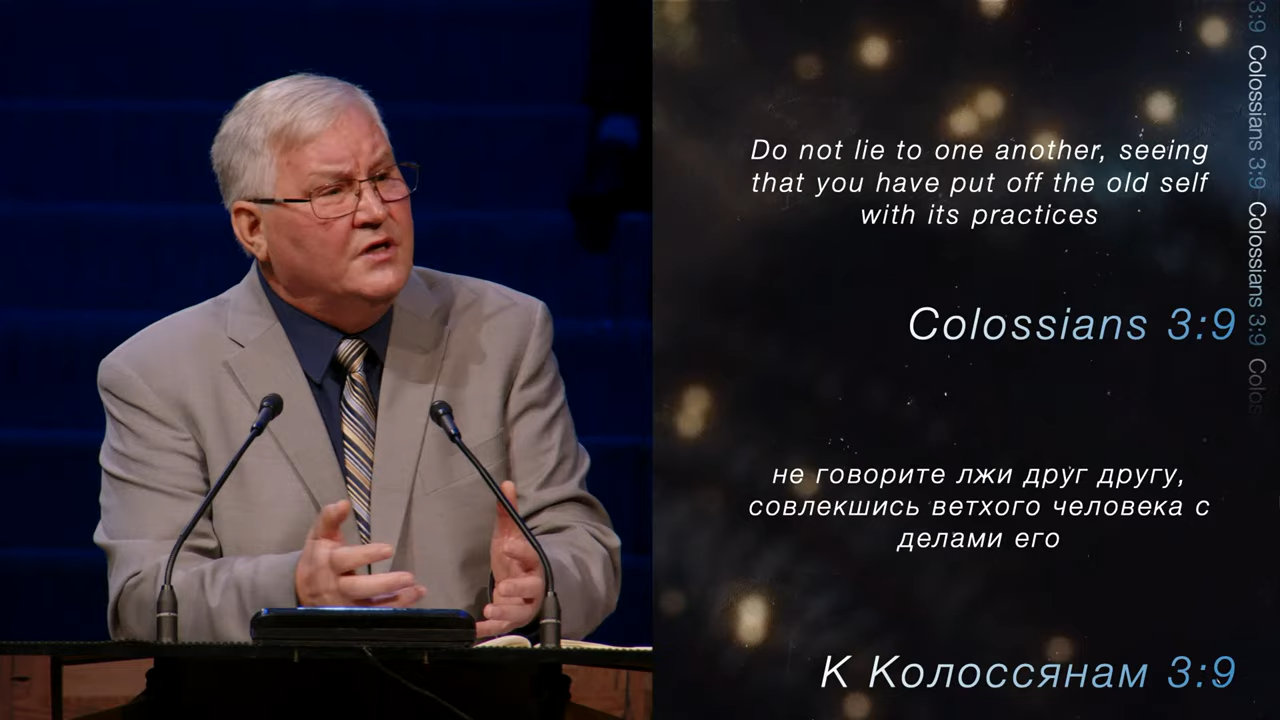 Do not lie to one another, seeing
that you have put off the old self
with its practices
Colossians 3:9
не говорите лжи друг другу,
совлекшись ветхого человека с
делами его
К Колоссянам 3:9
3:9 Colossians 3:9 Colossians 3:9 Colos